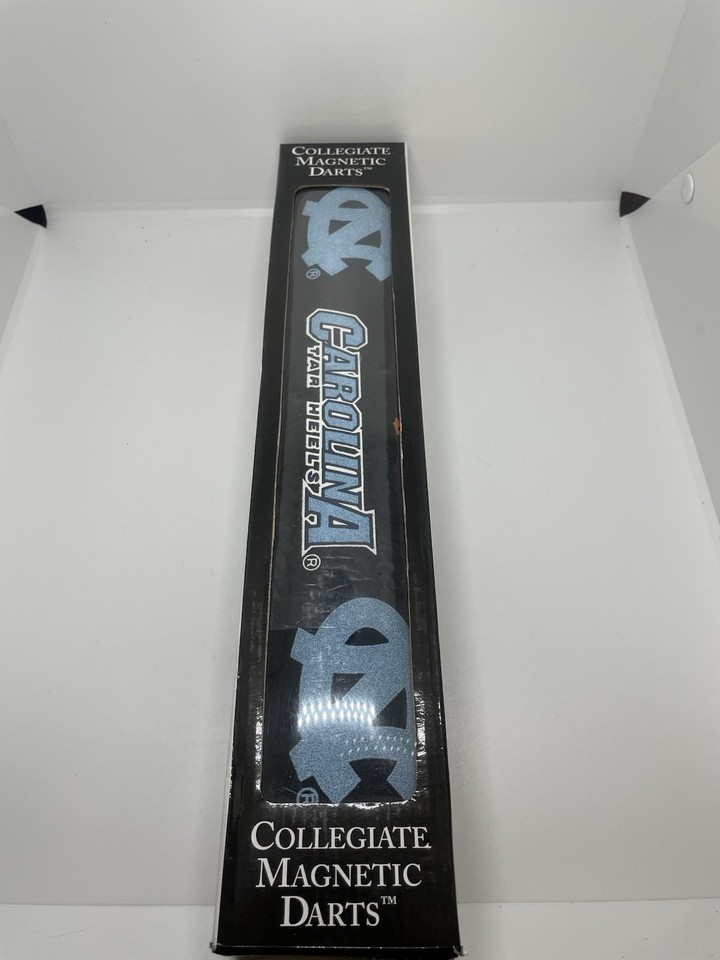 COLLEGIATE
MAGNETIC
DARTS™
NC
®
CAROLINA
TAR HEELS
®
NC
®
COLLEGIATE
MAGNETIC
DARTS™